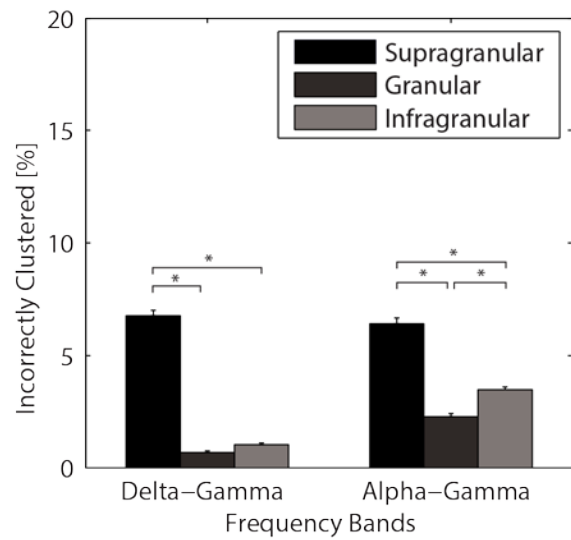 20
15
10
5
0
Incorrectly Clustered [%]
Supragranular
Granular
Infragranular
*
*
*
*
*
Delta–Gamma
Alpha–Gamma
Frequency Bands